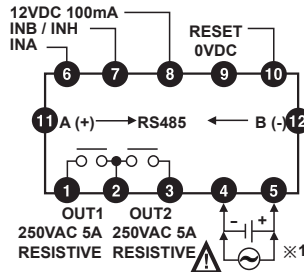 12VDC 100mA
INB / INH
INA
RESET
0VDC
6 7 8 9 10
11 A (+) RS485 B (-) 12
1 2 3 4 5
OUT1 OUT2
250VAC 5A 250VAC 5A
RESISTIVE RESISTIVE
- +
! ※1